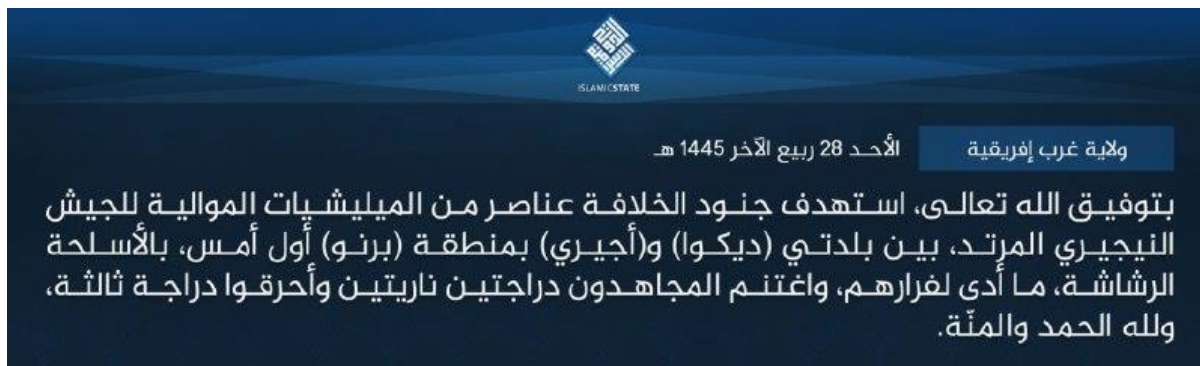 ISLAMIC STATE
ولاية غرب إفريقية
الأحد 28 ربيع الآخر 1445 هـ
بتوفيق الله تعالى، استهدف جنود الخلافة عناصر من الميليشيات الموالية للجيش
النيجيري المرتد، بين بلدتي (ديكوا) و(أجيري) بمنطقة (برنو) أول أمس، بالأسلحة
الرشاشة، ما أدى لفرارهم، واغتنم المجاهدون دراجتين ناريتين وأحرقوا دراجة ثالثة،
ولله الحمد والمنّة.